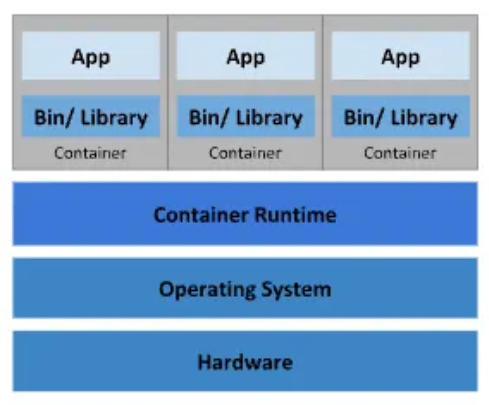 App App App
Bin/ Library Bin/ Library Bin/ Library
Container Container Container
Container Runtime
Operating System
Hardware